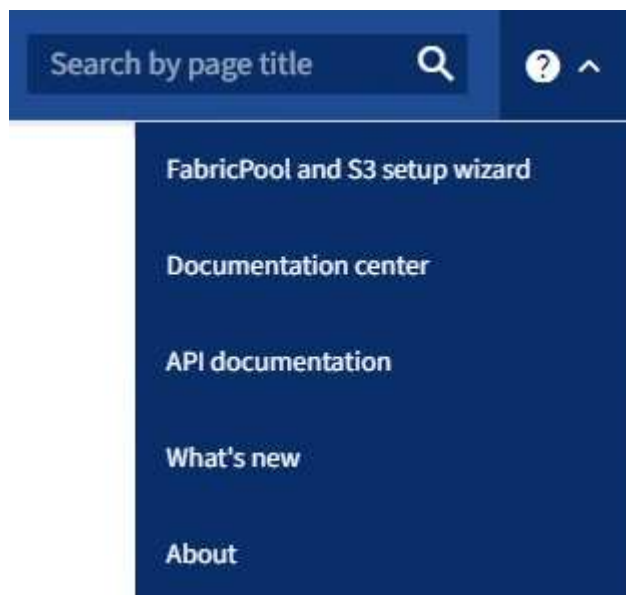 Search by page title
FabricPool and S3 setup wizard
Documentation center
API documentation
What's new
About